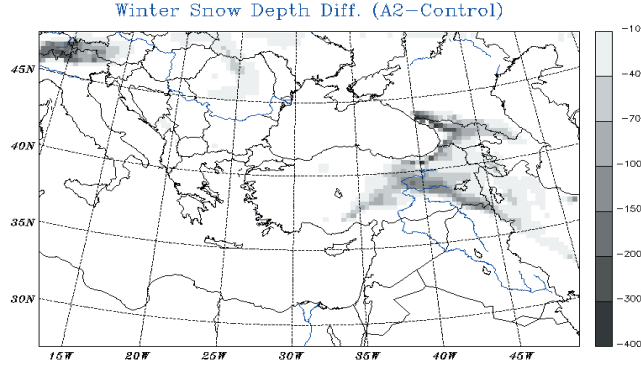 Winter Snow Depth Diff. (A2-Control)
-10
45N
-40
-70
40N
-100
35N
-150
-200
30N
-300
-400
15W
20W
25W
30W
35W
40W
45W